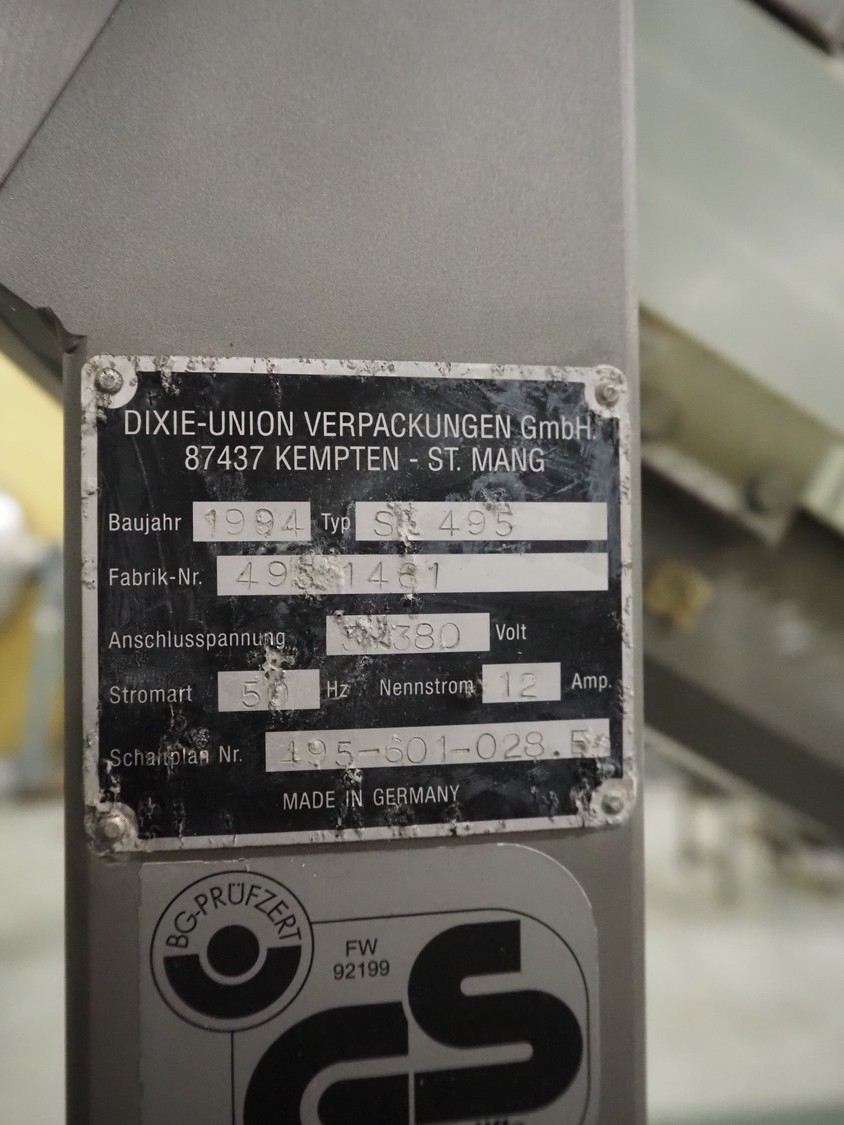 DIXIE-UNION VERPACKUNGEN GmbH.
87437 KEMPTEN - ST. MANG
Baujahr 1994 Typ 495
Fabrik-Nr.
Anschlusspannung Volt
Stromart 50 Hz Nennstrom 12 Amp.
Schaltplan Nr.
MADE IN GERMANY
BG-PRÜFZERT
FW
92199
GS